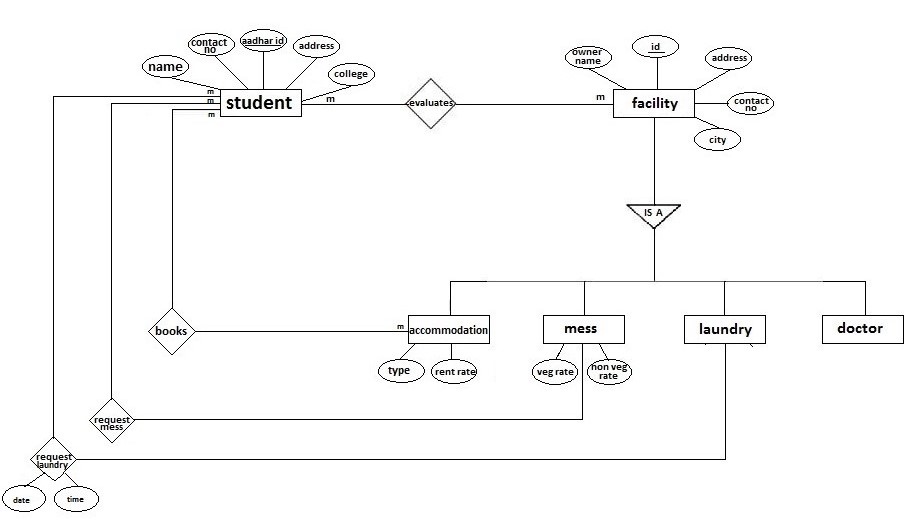 contact
no
aadhar id
address
name
college
m
m
m
student
m
evaluates
m
facility
owner
name
id
address
contact
no
city
IS A
books
m
accommodation
mess
laundry
doctor
type
rent rate
veg rate
non veg
rate
request
mess
request
laundry
date
time